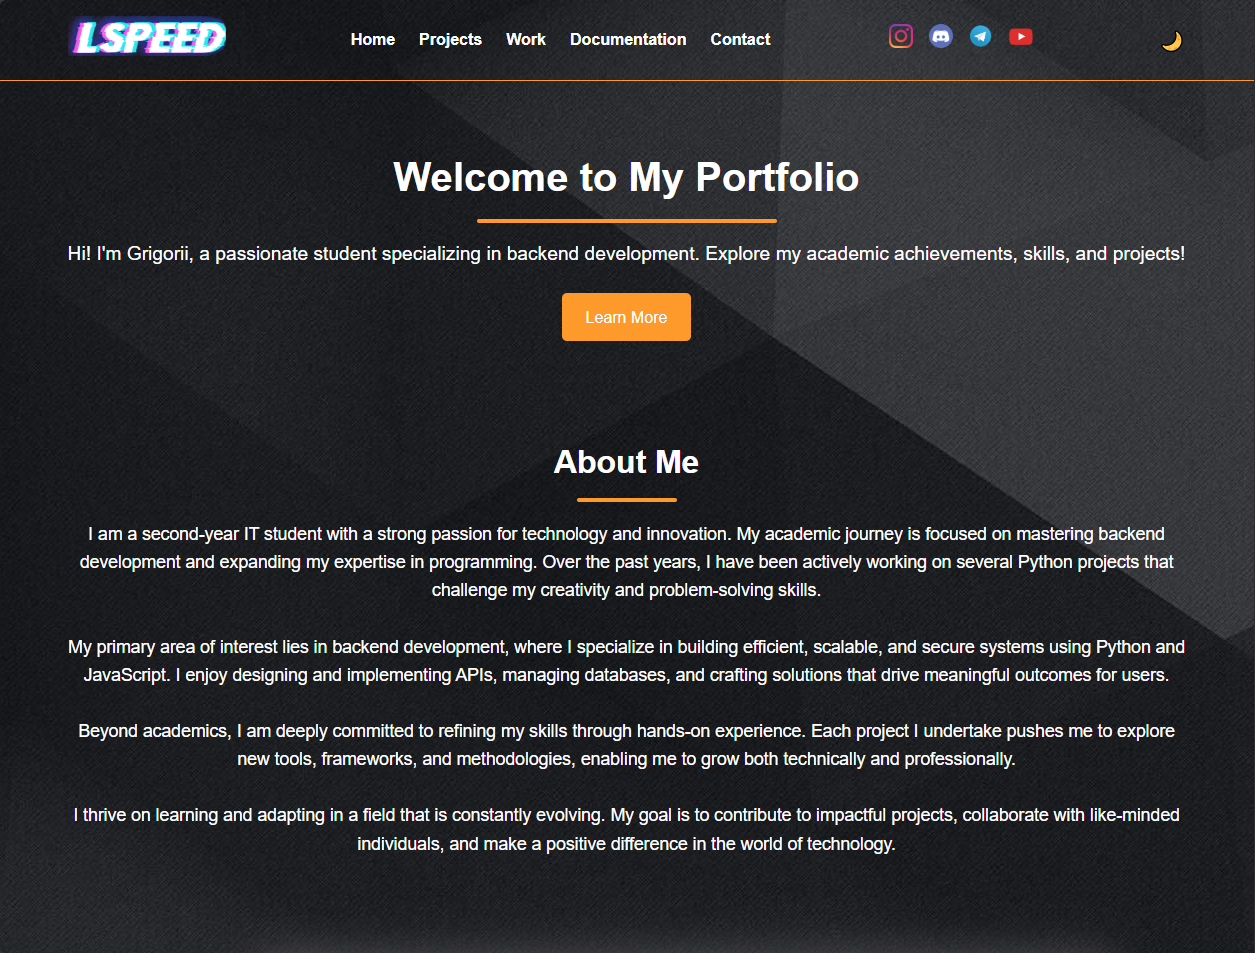 LSPEED
Home Projects Work Documentation Contact
Welcome to My Portfolio
Hi! I'm Grigorii, a passionate student specializing in backend development. Explore my academic achievements, skills, and projects!
Learn More
About Me
I am a second-year IT student with a strong passion for technology and innovation. My academic journey is focused on mastering backend
development and expanding my expertise in programming. Over the past years, I have been actively working on several Python projects that
challenge my creativity and problem-solving skills.
My primary area of interest lies in backend development, where I specialize in building efficient, scalable, and secure systems using Python and
JavaScript. I enjoy designing and implementing APIs, managing databases, and crafting solutions that drive meaningful outcomes for users.
Beyond academics, I am deeply committed to refining my skills through hands-on experience. Each project I undertake pushes me to explore
new tools, frameworks, and methodologies, enabling me to grow both technically and professionally.
I thrive on learning and adapting in a field that is constantly evolving. My goal is to contribute to impactful projects, collaborate with like-minded
individuals, and make a positive difference in the world of technology.